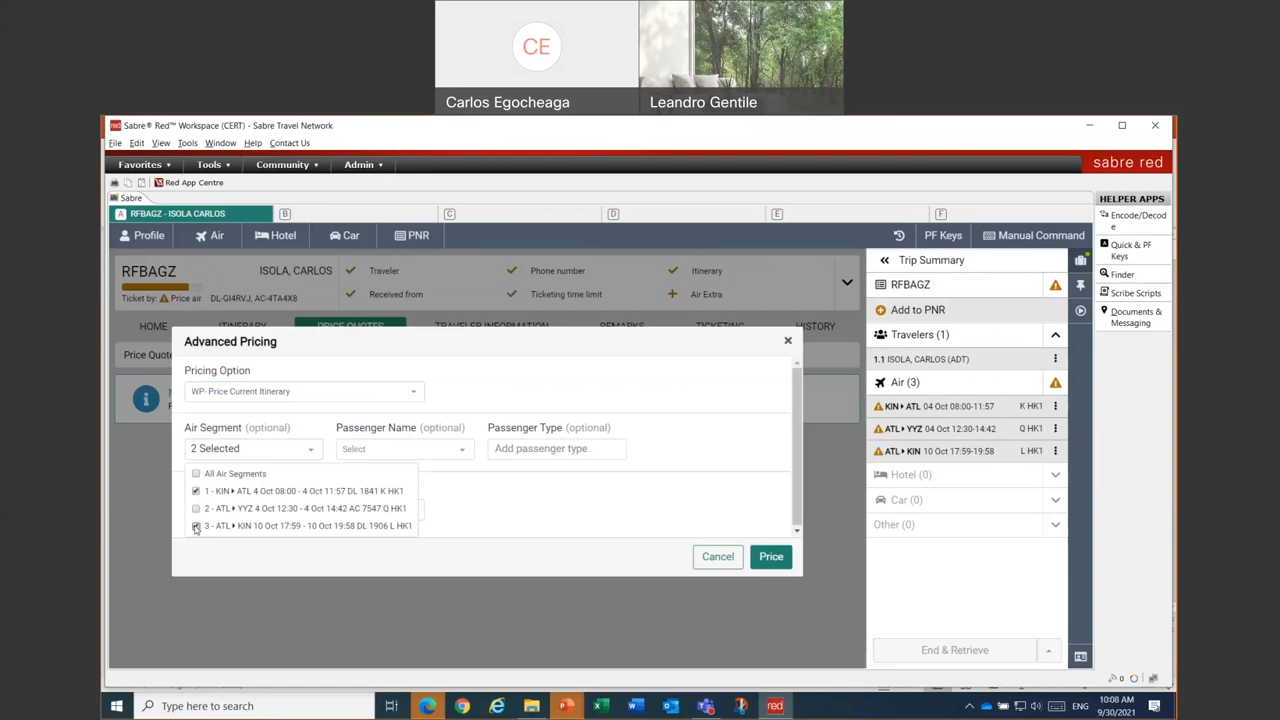 CE
Carlos Egocheaga
Leandro Gentile
red Sabre® Red™ Workspace (CERT) - Sabre Travel Network
File Edit View Tools Window Help Contact Us
Favorites Tools Community Admin
sabre red
Red App Centre
Sabre
HELPER APPS
A RFBAGZ - ISOLA CARLOS B C D E F
Encode/Decod
e
Profile Air Hotel Car PNR PF Keys Manual Command
Quick & PF
Keys
Finder
Scribe Scripts
Documents &
Messaging
RFBAGZ ISOLA, CARLOS
Ticket by: Price air DL-GI4RVJ, AC-4TA4X8
Traveler Phone number Itinerary
Received from Ticketing time limit Air Extra
HOME ITINERARY PRICE QUOTES TRAVELER INFORMATION REMARKS TICKETING HISTORY
Price Quote
Advanced Pricing
Pricing Option
WP- Price Current Itinerary
Air Segment (optional) Passenger Name (optional) Passenger Type (optional)
2 Selected Select Add passenger type
All Air Segments
1 - KIN ATL 4 Oct 08:00 - 4 Oct 11:57 DL 1841 K HK1
2 - ATL YYZ 4 Oct 12:30 - 4 Oct 14:42 AC 7547 Q HK1
3 - ATL KIN 10 Oct 17:59 - 10 Oct 19:58 DL 1906 L HK1
Cancel Price
Trip Summary
RFBAGZ
Add to PNR
Travelers (1)
1.1 ISOLA, CARLOS (ADT)
Air (3)
KIN ATL 04 Oct 08:00-11:57 K HK1
ATL YYZ 04 Oct 12:30-14:42 Q HK1
ATL KIN 10 Oct 17:59-19:58 L HK1
Hotel (0)
Car (0)
Other (0)
End & Retrieve
Type here to search
red
ENG
10:08 AM
9/30/2021